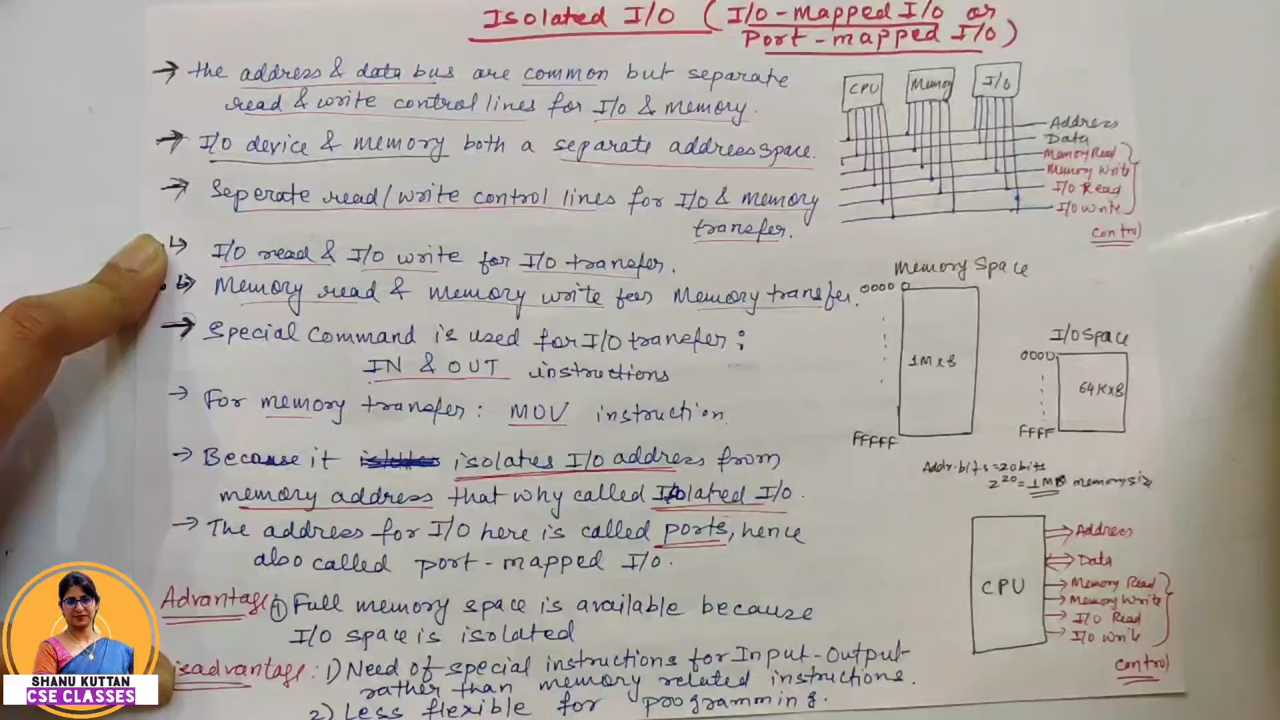 Isolated I/O ( I/O-mapped I/O or
Port-mapped I/O )
→ the address & data bus are common but separate
read & write control lines for I/O & memory.
→ I/O device & memory both a separate address space.
→ Seperate read/write control lines for I/O & memory
transfer.
I/O read & I/O write for I/O transfer.
Memory read & memory write for Memory transfer.
→ Special Command is used for I/O transfer :
IN & OUT instructions
→ For memory transfer : MOV instruction.
→ Because it isolates I/O address from
memory address that why called Isolated I/O.
→ The address for I/O here is called ports, hence
also called port-mapped I/O.
Advantage: ① Full memory space is available because
I/O space is isolated
isadvantage : 1) Need of special instructions for Input-Output
rather than memory related instructions.
2) Less flexible for programming.
CPU
Memory
I/O
Address
Data
Memory Read
Memory Write
I/O Read
I/O Write
Control
Memory Space
00000
1M x 8
FFFFF
I/O Space
0000
64K x 8
FFFF
Addr. bits = 20 bits
2^20 = 1MB memory size
CPU
Address
Data
Memory Read
Memory Write
I/O Read
I/O Write
Control
SHANU KUTTAN
CSE CLASSES